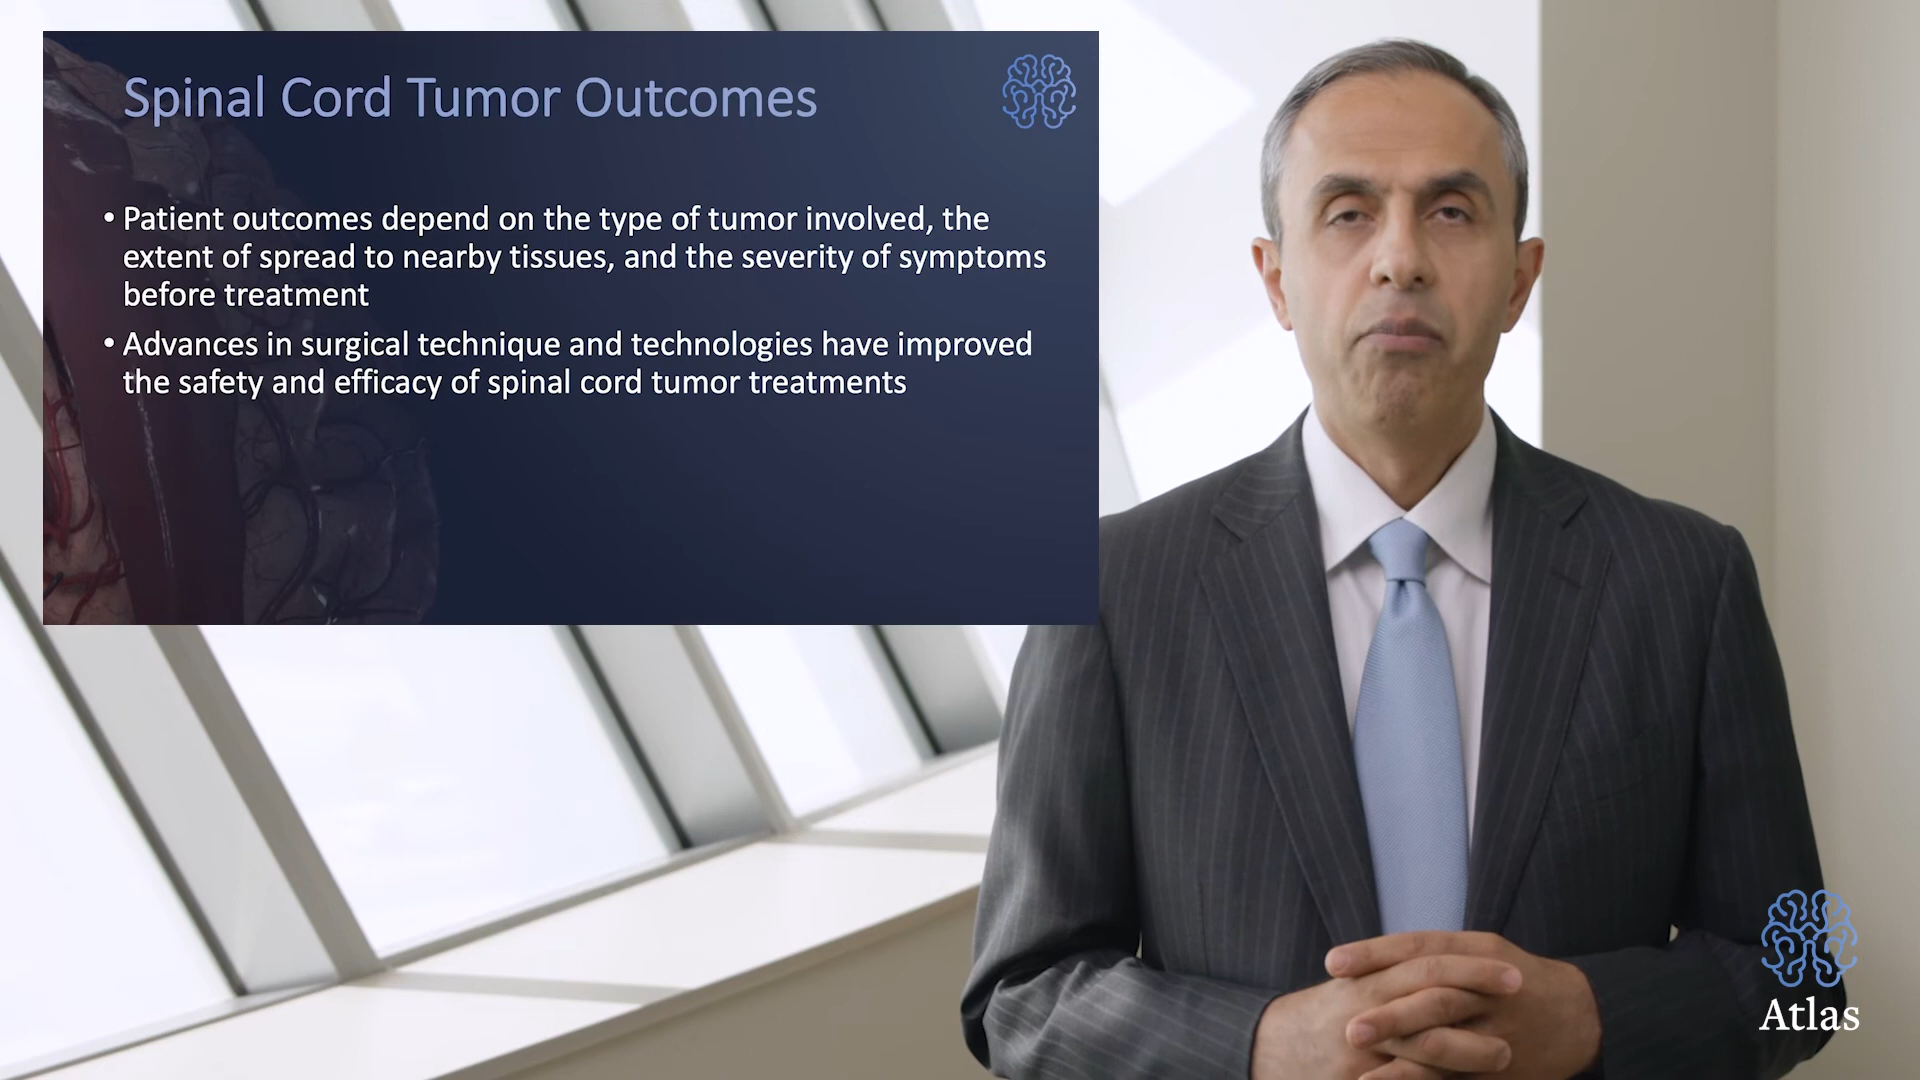 Spinal Cord Tumor Outcomes
• Patient outcomes depend on the type of tumor involved, the
extent of spread to nearby tissues, and the severity of symptoms
before treatment
• Advances in surgical technique and technologies have improved
the safety and efficacy of spinal cord tumor treatments
Atlas